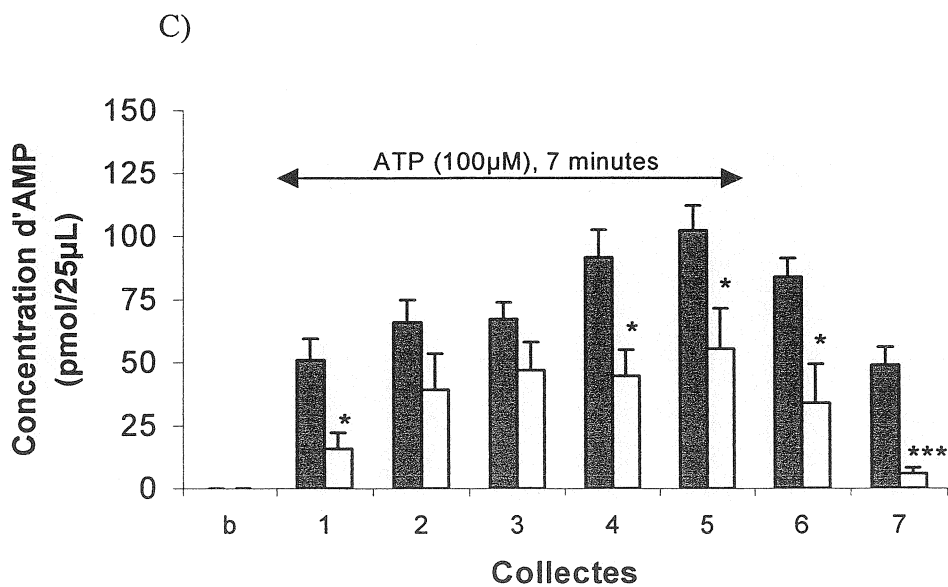 C)
Concentration d'AMP
(pmol/25µL)
150
125
100
75
50
25
0
ATP (100µM), 7 minutes
*
*
*
*
***
b 1 2 3 4 5 6 7
Collectes